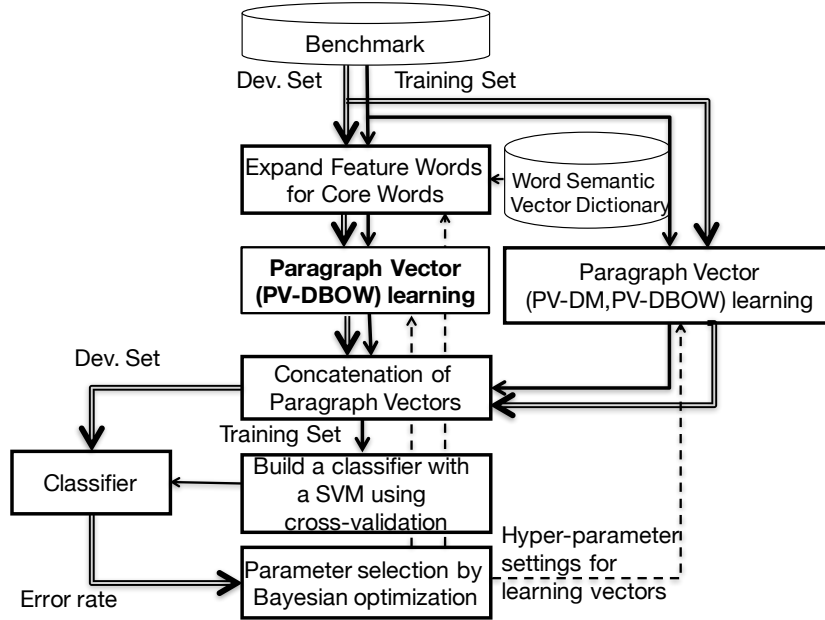 Benchmark
Dev. Set
Training Set
Expand Feature Words
for Core Words
Word Semantic
Vector Dictionary
Paragraph Vector
(PV-DBOW) learning
Paragraph Vector
(PV-DM,PV-DBOW) learning
Dev. Set
Concatenation of
Paragraph Vectors
Training Set
Classifier
Build a classifier with
a SVM using
cross-validation
Hyper-parameter
settings for
learning vectors
Error rate
Parameter selection by
Bayesian optimization